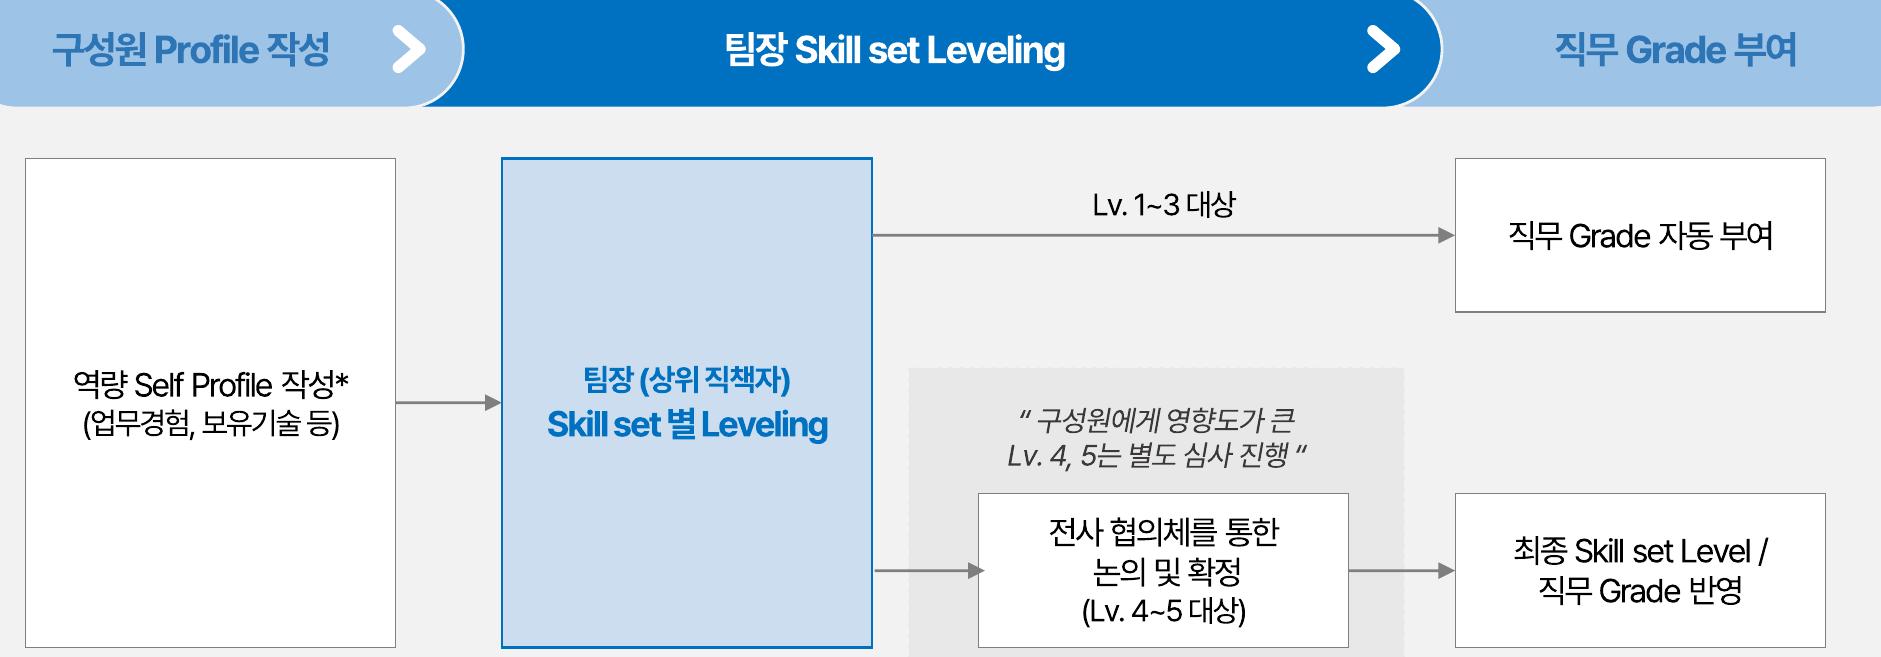 구성원 Profile 작성
팀장 Skill set Leveling
직무 Grade 부여
역량 Self Profile 작성*
(업무경험, 보유기술 등)
팀장 (상위 직책자)
Skill set 별 Leveling
Lv. 1~3 대상
직무 Grade 자동 부여
“ 구성원에게 영향도가 큰
Lv. 4, 5는 별도 심사 진행 “
전사 협의체를 통한
논의 및 확정
(Lv. 4~5 대상)
최종 Skill set Level /
직무 Grade 반영